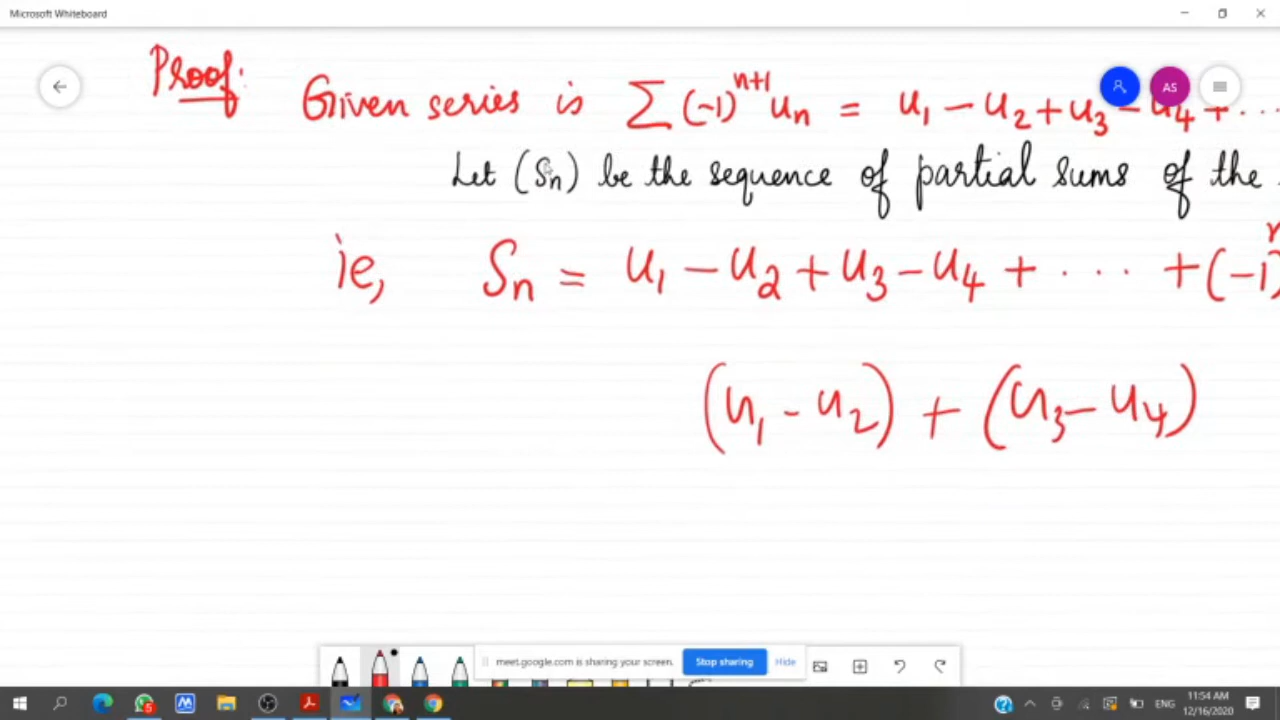 Microsoft Whiteboard
Proof:
Given series is ∑ (-1)^{n+1} u_n = u_1 - u_2 + u_3 - u_4 + ...
AS
Let (S_n) be the sequence of partial sums of the
ie, S_n = u_1 - u_2 + u_3 - u_4 + ... + (-1)
(u_1 - u_2) + (u_3 - u_4)
meet.google.com is sharing your screen. Stop sharing Hide
ENG
11:54 AM
12/16/2020